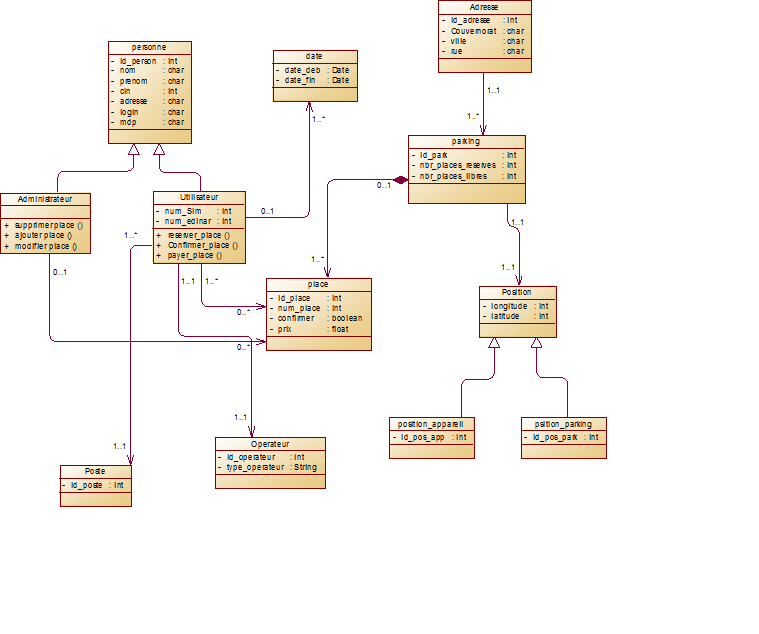 Adresse
- id_adresse : int
- Gouvernorat : char
- ville : char
- rue : char
1..1
1..*
personne
- id_person : int
- nom : char
- prenom : char
- cin : int
- adresse : char
- login : char
- mdp : char
date
- date_deb : Date
- date_fin : Date
1..*
0..1
parking
- id_park : int
- nbr_places_reserves : int
- nbr_places_libres : int
0..1
1..*
1..1
1..1
Administrateur
+ supprimer place ()
+ ajouter place ()
+ modifier place ()
0..1
0..*
Utilisateur
- num_Sim : int
- num_edinar : int
+ reserver_place ()
+ Confirmer_place ()
+ payer_place ()
1..*
1..1
1..1
1..*
0..*
1..1
place
- id_place : int
- num_place : int
- confirmer : boolean
- prix : float
Position
- longitude : int
- latitude : int
position_appareil
- id_pos_app : int
psition_parking
- id_pos_park : int
Operateur
- id_operateur : int
- type_operateur : String
Poste
- id_poste : int